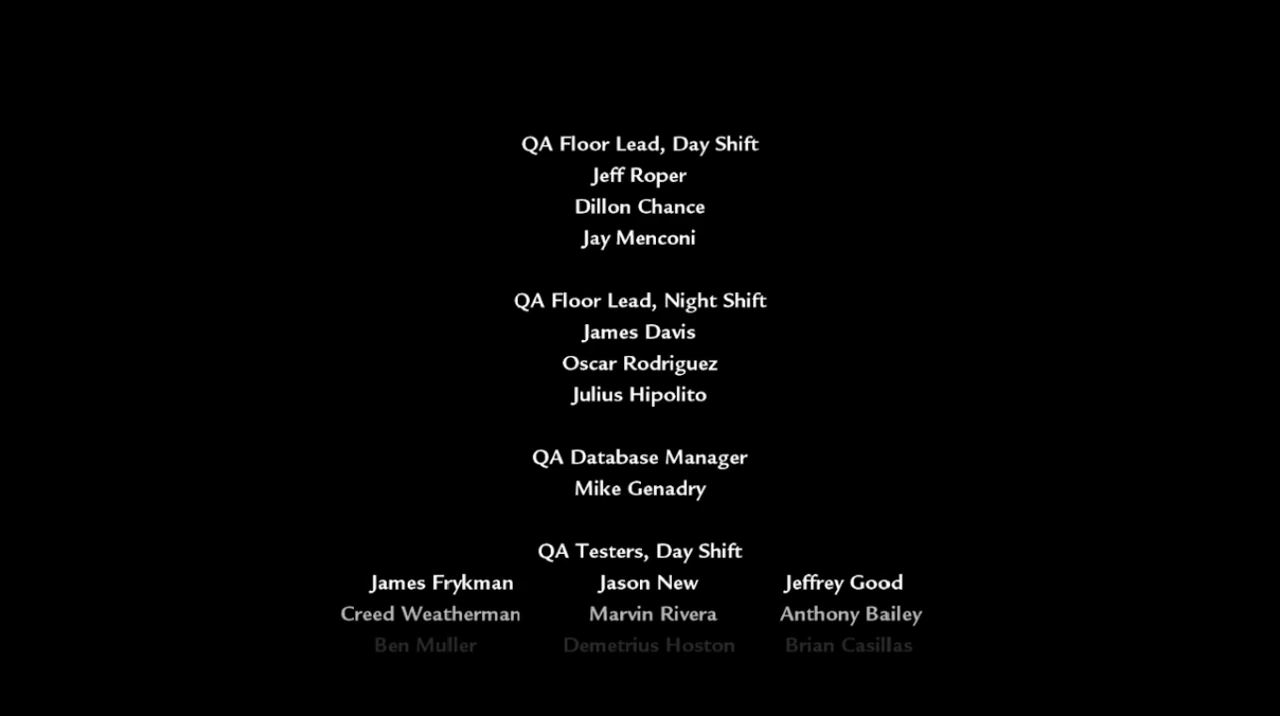 QA Floor Lead, Day Shift
Jeff Roper
Dillon Chance
Jay Menconi
QA Floor Lead, Night Shift
James Davis
Oscar Rodriguez
Julius Hipolito
QA Database Manager
Mike Genadry
QA Testers, Day Shift
James Frykman Jason New Jeffrey Good
Creed Weatherman Marvin Rivera Anthony Bailey
Ben Muller Demetrius Hoston Brian Casillas